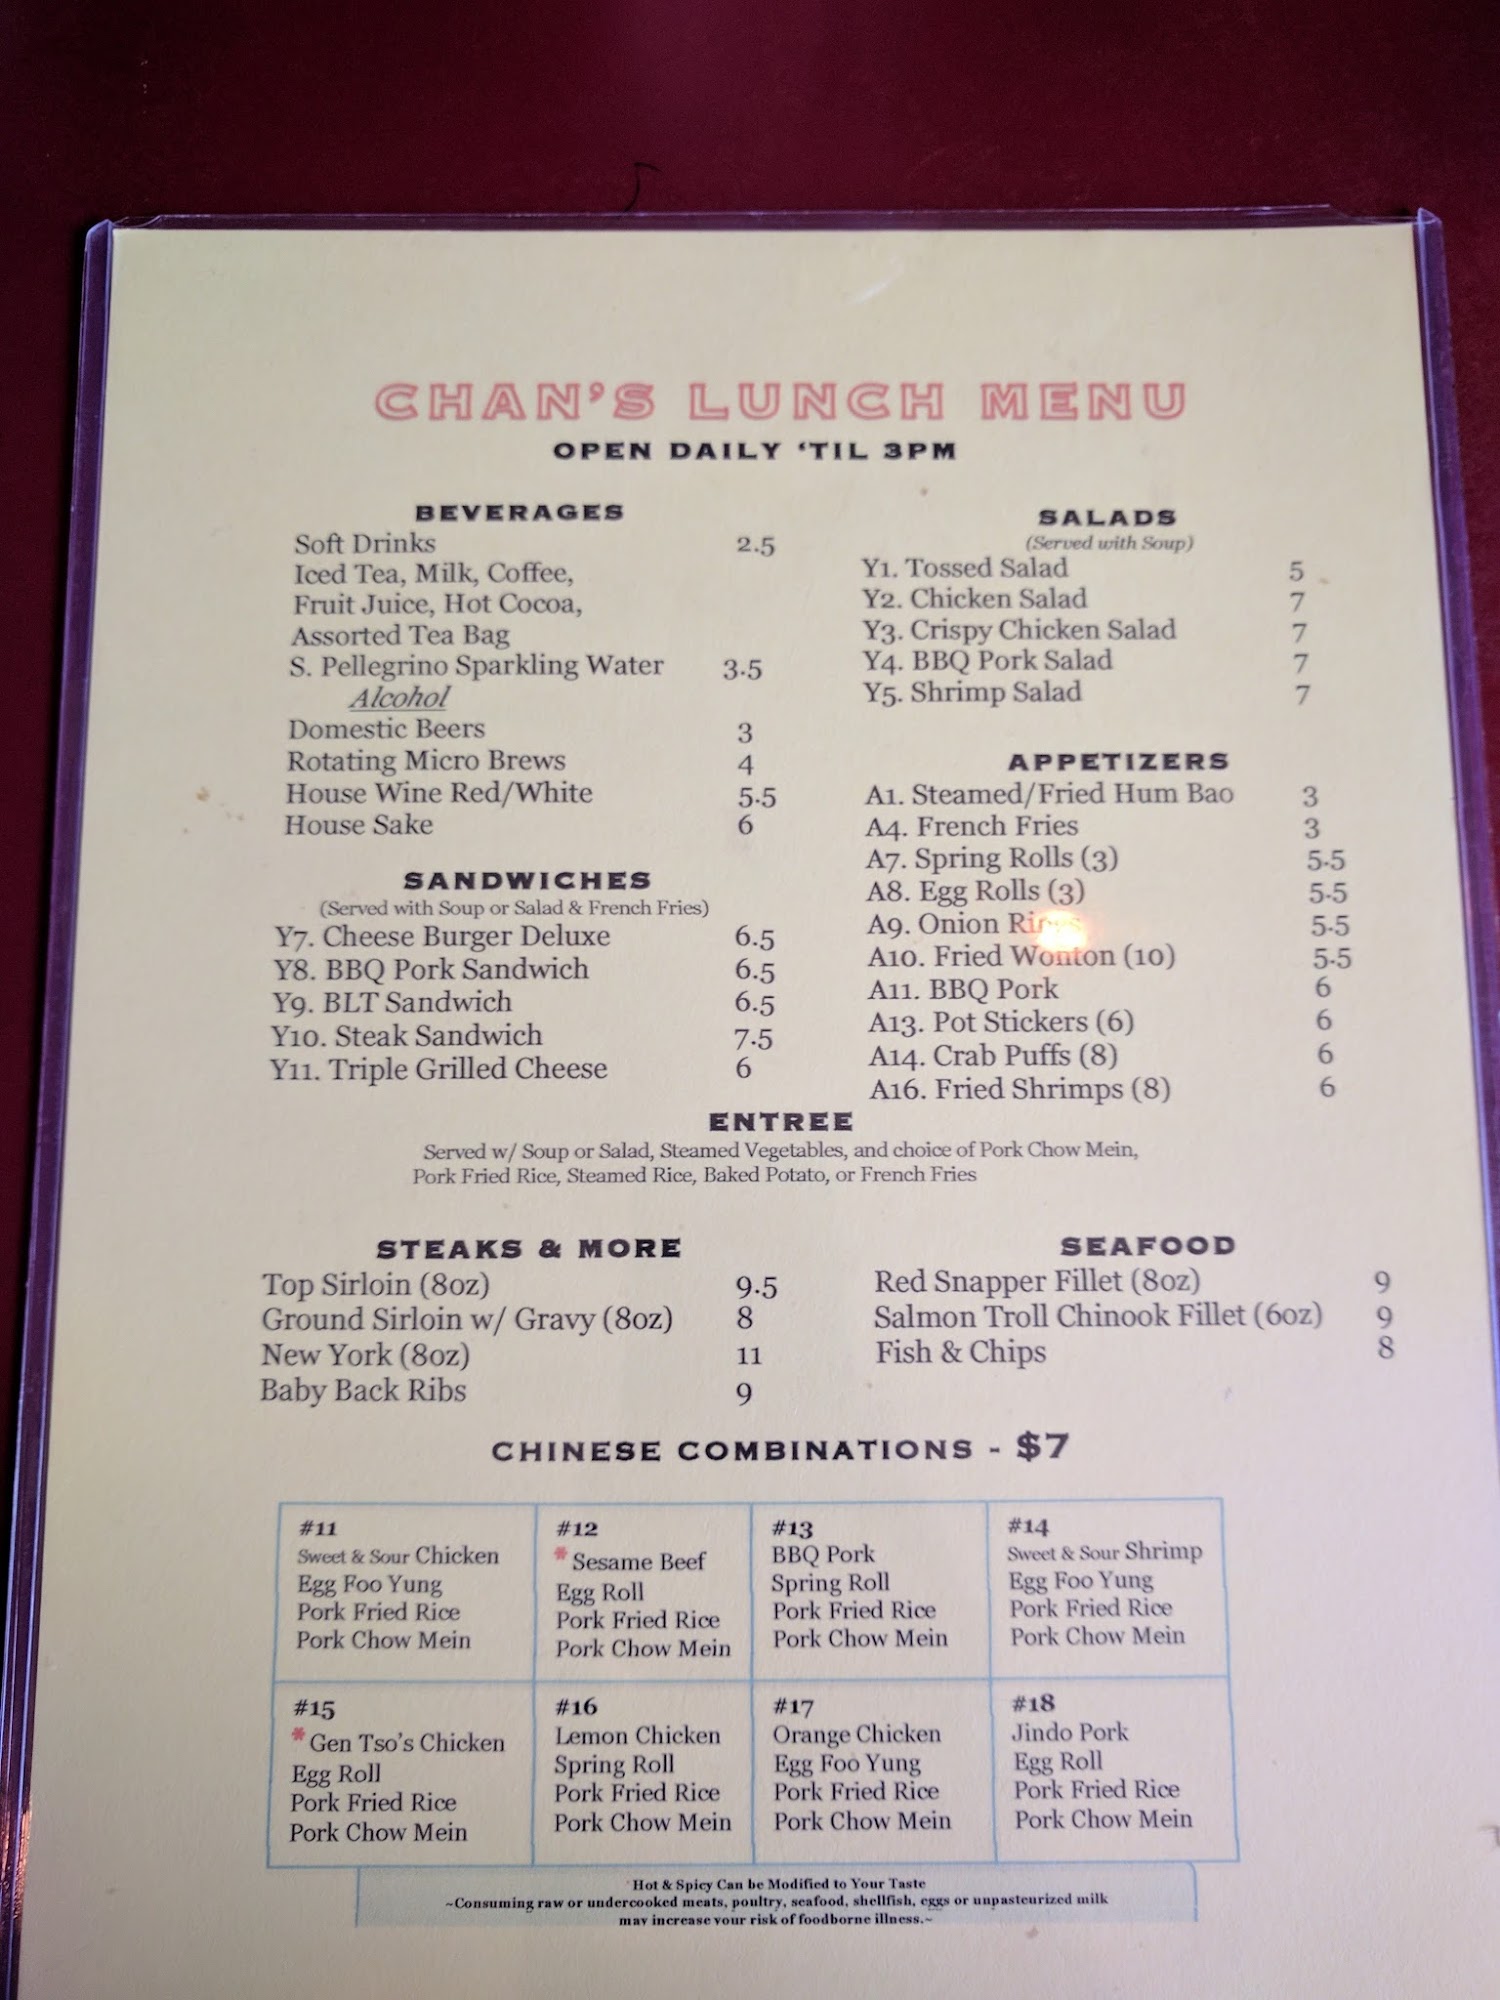 CHAN'S LUNCH MENU
OPEN DAILY 'TIL 3PM
BEVERAGES
Soft Drinks 2.5
Iced Tea, Milk, Coffee,
Fruit Juice, Hot Cocoa,
Assorted Tea Bag
S. Pellegrino Sparkling Water 3.5
Alcohol
Domestic Beers 3
Rotating Micro Brews 4
House Wine Red/White 5.5
House Sake 6
SANDWICHES
(Served with Soup or Salad & French Fries)
Y7. Cheese Burger Deluxe 6.5
Y8. BBQ Pork Sandwich 6.5
Y9. BLT Sandwich 6.5
Y10. Steak Sandwich 7.5
Y11. Triple Grilled Cheese 6
SALADS
(Served with Soup)
Y1. Tossed Salad 5
Y2. Chicken Salad 7
Y3. Crispy Chicken Salad 7
Y4. BBQ Pork Salad 7
Y5. Shrimp Salad 7
APPETIZERS
A1. Steamed/Fried Hum Bao 3
A4. French Fries 3
A7. Spring Rolls (3) 5.5
A8. Egg Rolls (3) 5.5
A9. Onion Rings 5.5
A10. Fried Wonton (10) 5.5
A11. BBQ Pork 6
A13. Pot Stickers (6) 6
A14. Crab Puffs (8) 6
A16. Fried Shrimps (8) 6
ENTREE
Served w/ Soup or Salad, Steamed Vegetables, and choice of Pork Chow Mein,
Pork Fried Rice, Steamed Rice, Baked Potato, or French Fries
STEAKS & MORE
Top Sirloin (8oz) 9.5
Ground Sirloin w/ Gravy (8oz) 8
New York (8oz) 11
Baby Back Ribs 9
SEAFOOD
Red Snapper Fillet (8oz) 9
Salmon Troll Chinook Fillet (6oz) 9
Fish & Chips 8
CHINESE COMBINATIONS - $7
#11
Sweet & Sour Chicken
Egg Foo Yung
Pork Fried Rice
Pork Chow Mein
#12
*Sesame Beef
Egg Roll
Pork Fried Rice
Pork Chow Mein
#13
BBQ Pork
Spring Roll
Pork Fried Rice
Pork Chow Mein
#14
Sweet & Sour Shrimp
Egg Foo Yung
Pork Fried Rice
Pork Chow Mein
#15
*Gen Tso's Chicken
Egg Roll
Pork Fried Rice
Pork Chow Mein
#16
Lemon Chicken
Spring Roll
Pork Fried Rice
Pork Chow Mein
#17
Orange Chicken
Egg Foo Yung
Pork Fried Rice
Pork Chow Mein
#18
Jindo Pork
Egg Roll
Pork Fried Rice
Pork Chow Mein
Hot & Spicy Can be Modified to Your Taste
~Consuming raw or undercooked meats, poultry, seafood, shellfish, eggs or unpasteurized milk
may increase your risk of foodborne illness.~